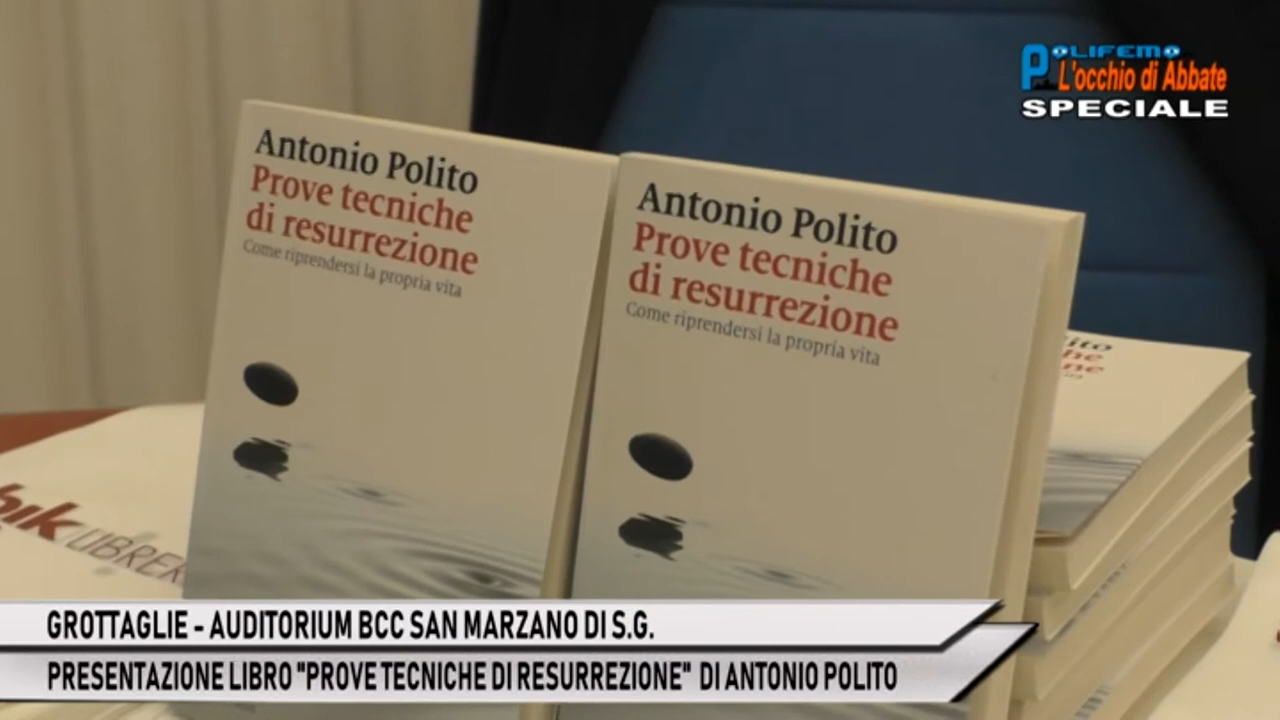 POLIFEMO
L'occhio di Abbate
SPECIALE
Antonio Polito
Prove tecniche
di resurrezione
Come riprendersi la propria vita
Antonio Polito
Prove tecniche
di resurrezione
Come riprendersi la propria vita
GROTTAGLIE – AUDITORIUM BCC SAN MARZANO DI S.G.
PRESENTAZIONE LIBRO "PROVE TECNICHE DI RESURREZIONE" DI ANTONIO POLITO